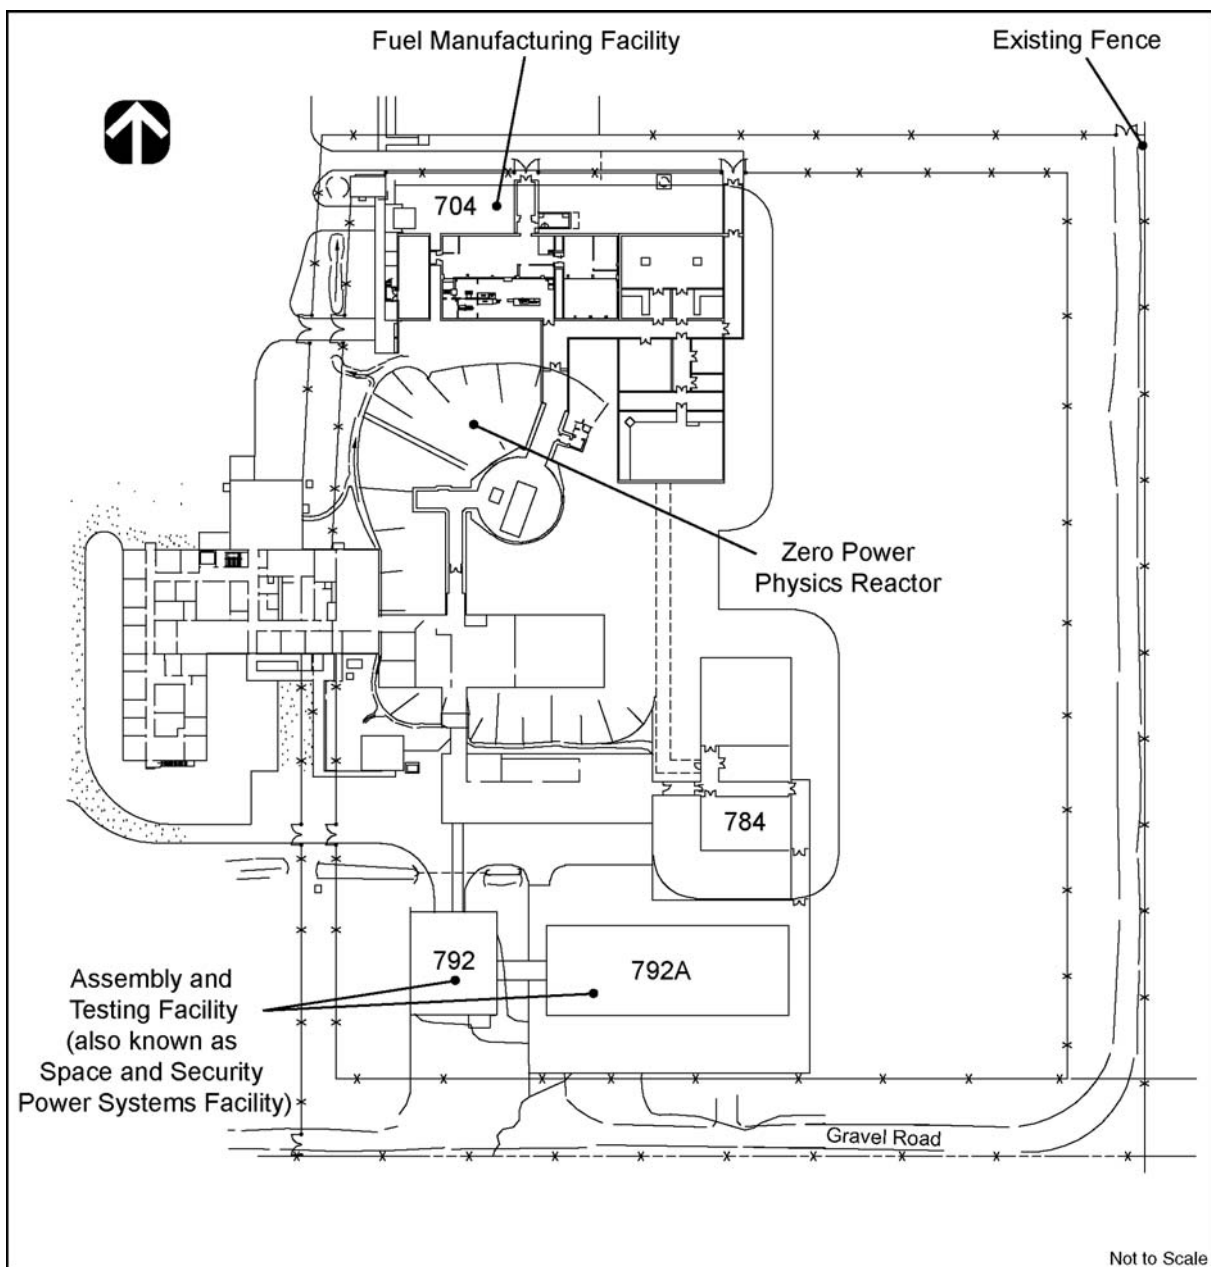 Fuel Manufacturing Facility
Existing Fence
704
Zero Power
Physics Reactor
784
792
792A
Assembly and
Testing Facility
(also known as
Space and Security
Power Systems Facility)
Gravel Road
Not to Scale